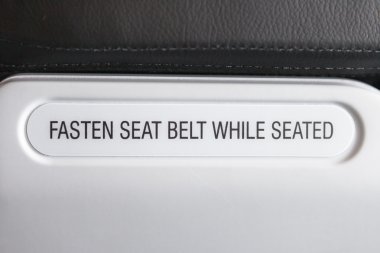 FASTEN SEAT BELT WHILE SEATED